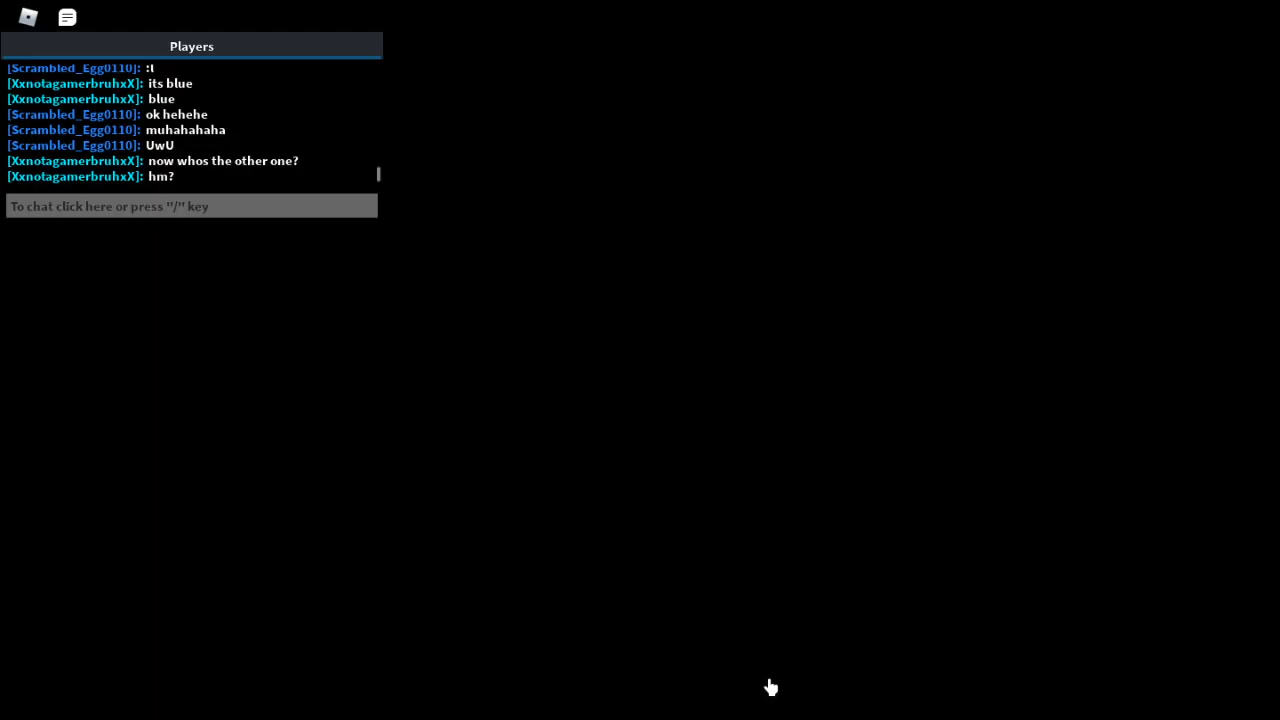 Players
[Scrambled_Egg0110]: :l
[XxnotagamerbruhxX]: its blue
[XxnotagamerbruhxX]: blue
[Scrambled_Egg0110]: ok hehehe
[Scrambled_Egg0110]: muhahahaha
[Scrambled_Egg0110]: UwU
[XxnotagamerbruhxX]: now whos the other one?
[XxnotagamerbruhxX]: hm?
To chat click here or press "/" key